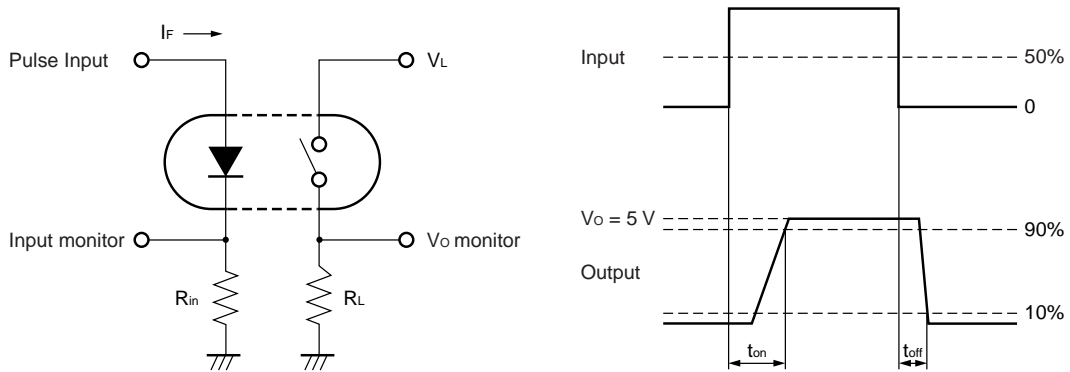 IF
Pulse Input
VL
Input monitor
VO monitor
Rin
RL
Input
50%
0
VO = 5 V
90%
Output
10%
ton
toff